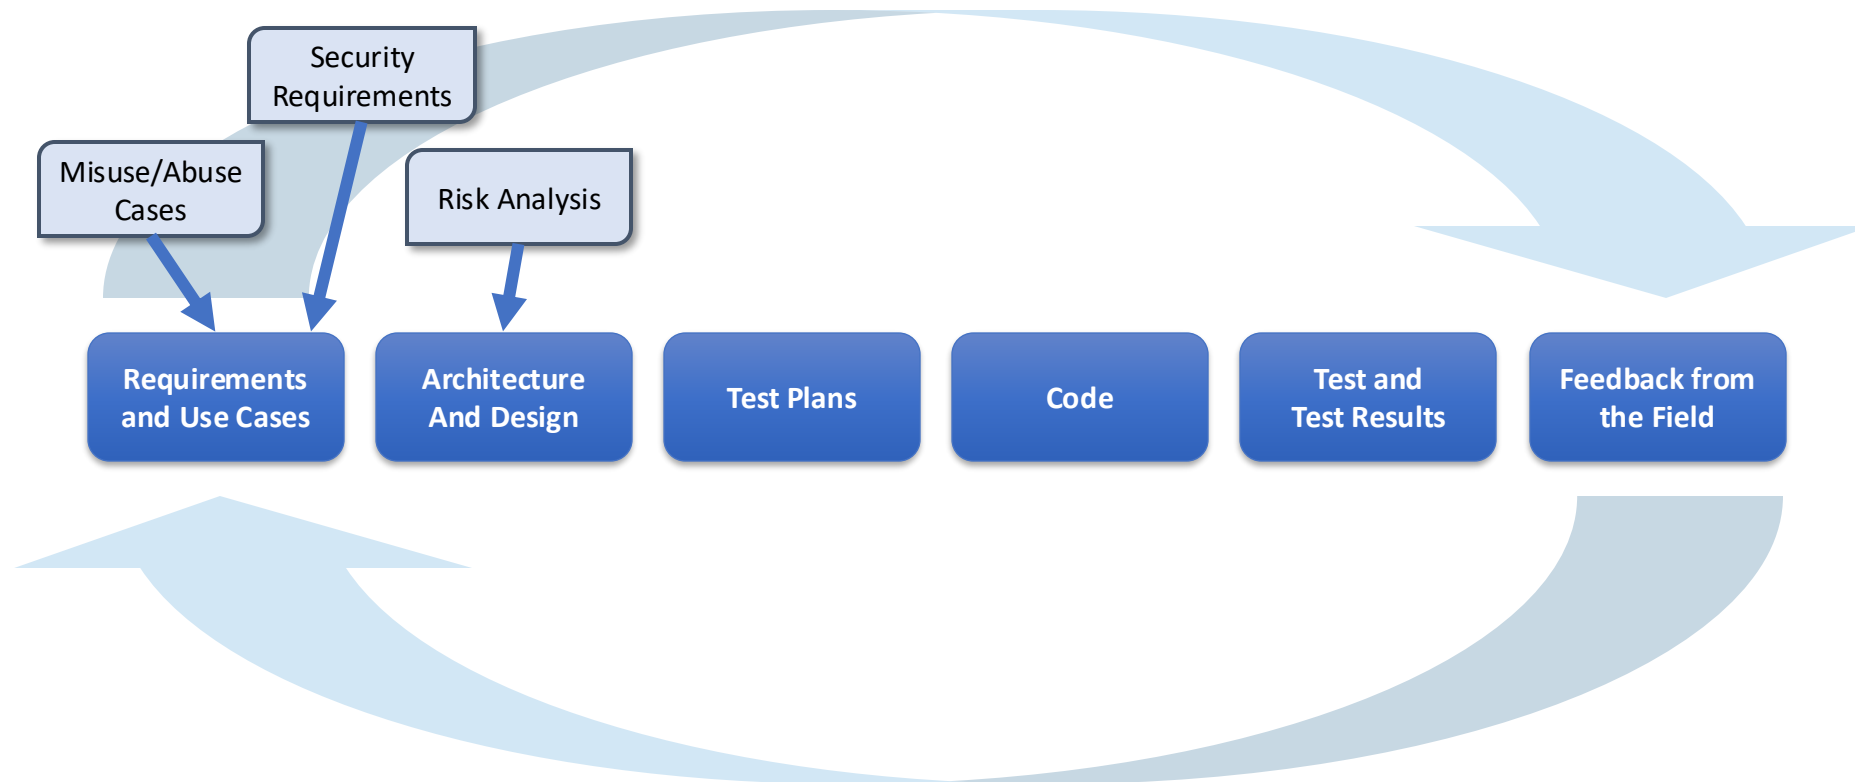 Security
Requirements
Misuse/Abuse
Cases
Risk Analysis
Requirements
and Use Cases
Architecture
And Design
Test Plans
Code
Test and
Test Results
Feedback from
the Field